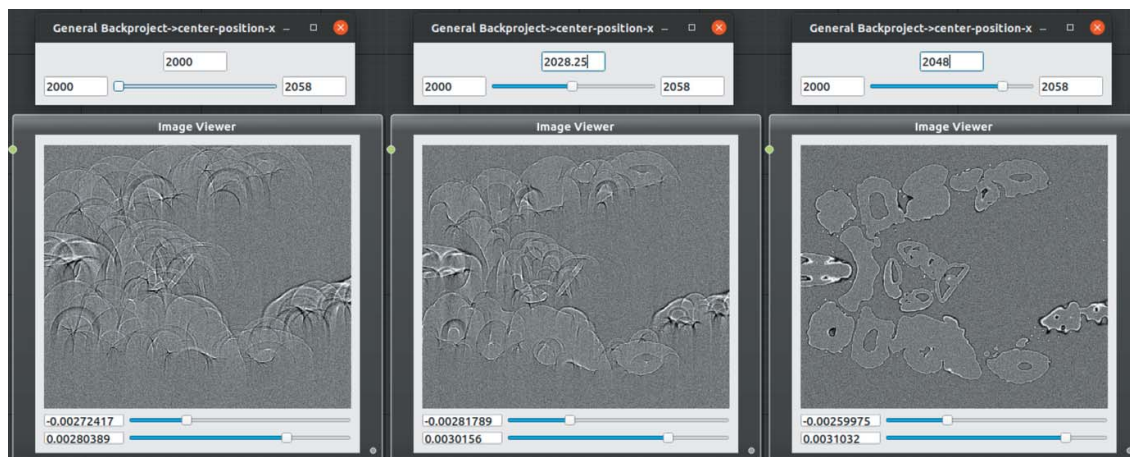 General Backproject->center-position-x
2000
2000
2058
Image Viewer
-0.00272417
0.00280389
General Backproject->center-position-x
2028.25
2000
2058
Image Viewer
-0.00281789
0.0030156
General Backproject->center-position-x
2048
2000
2058
Image Viewer
-0.00259975
0.0031032